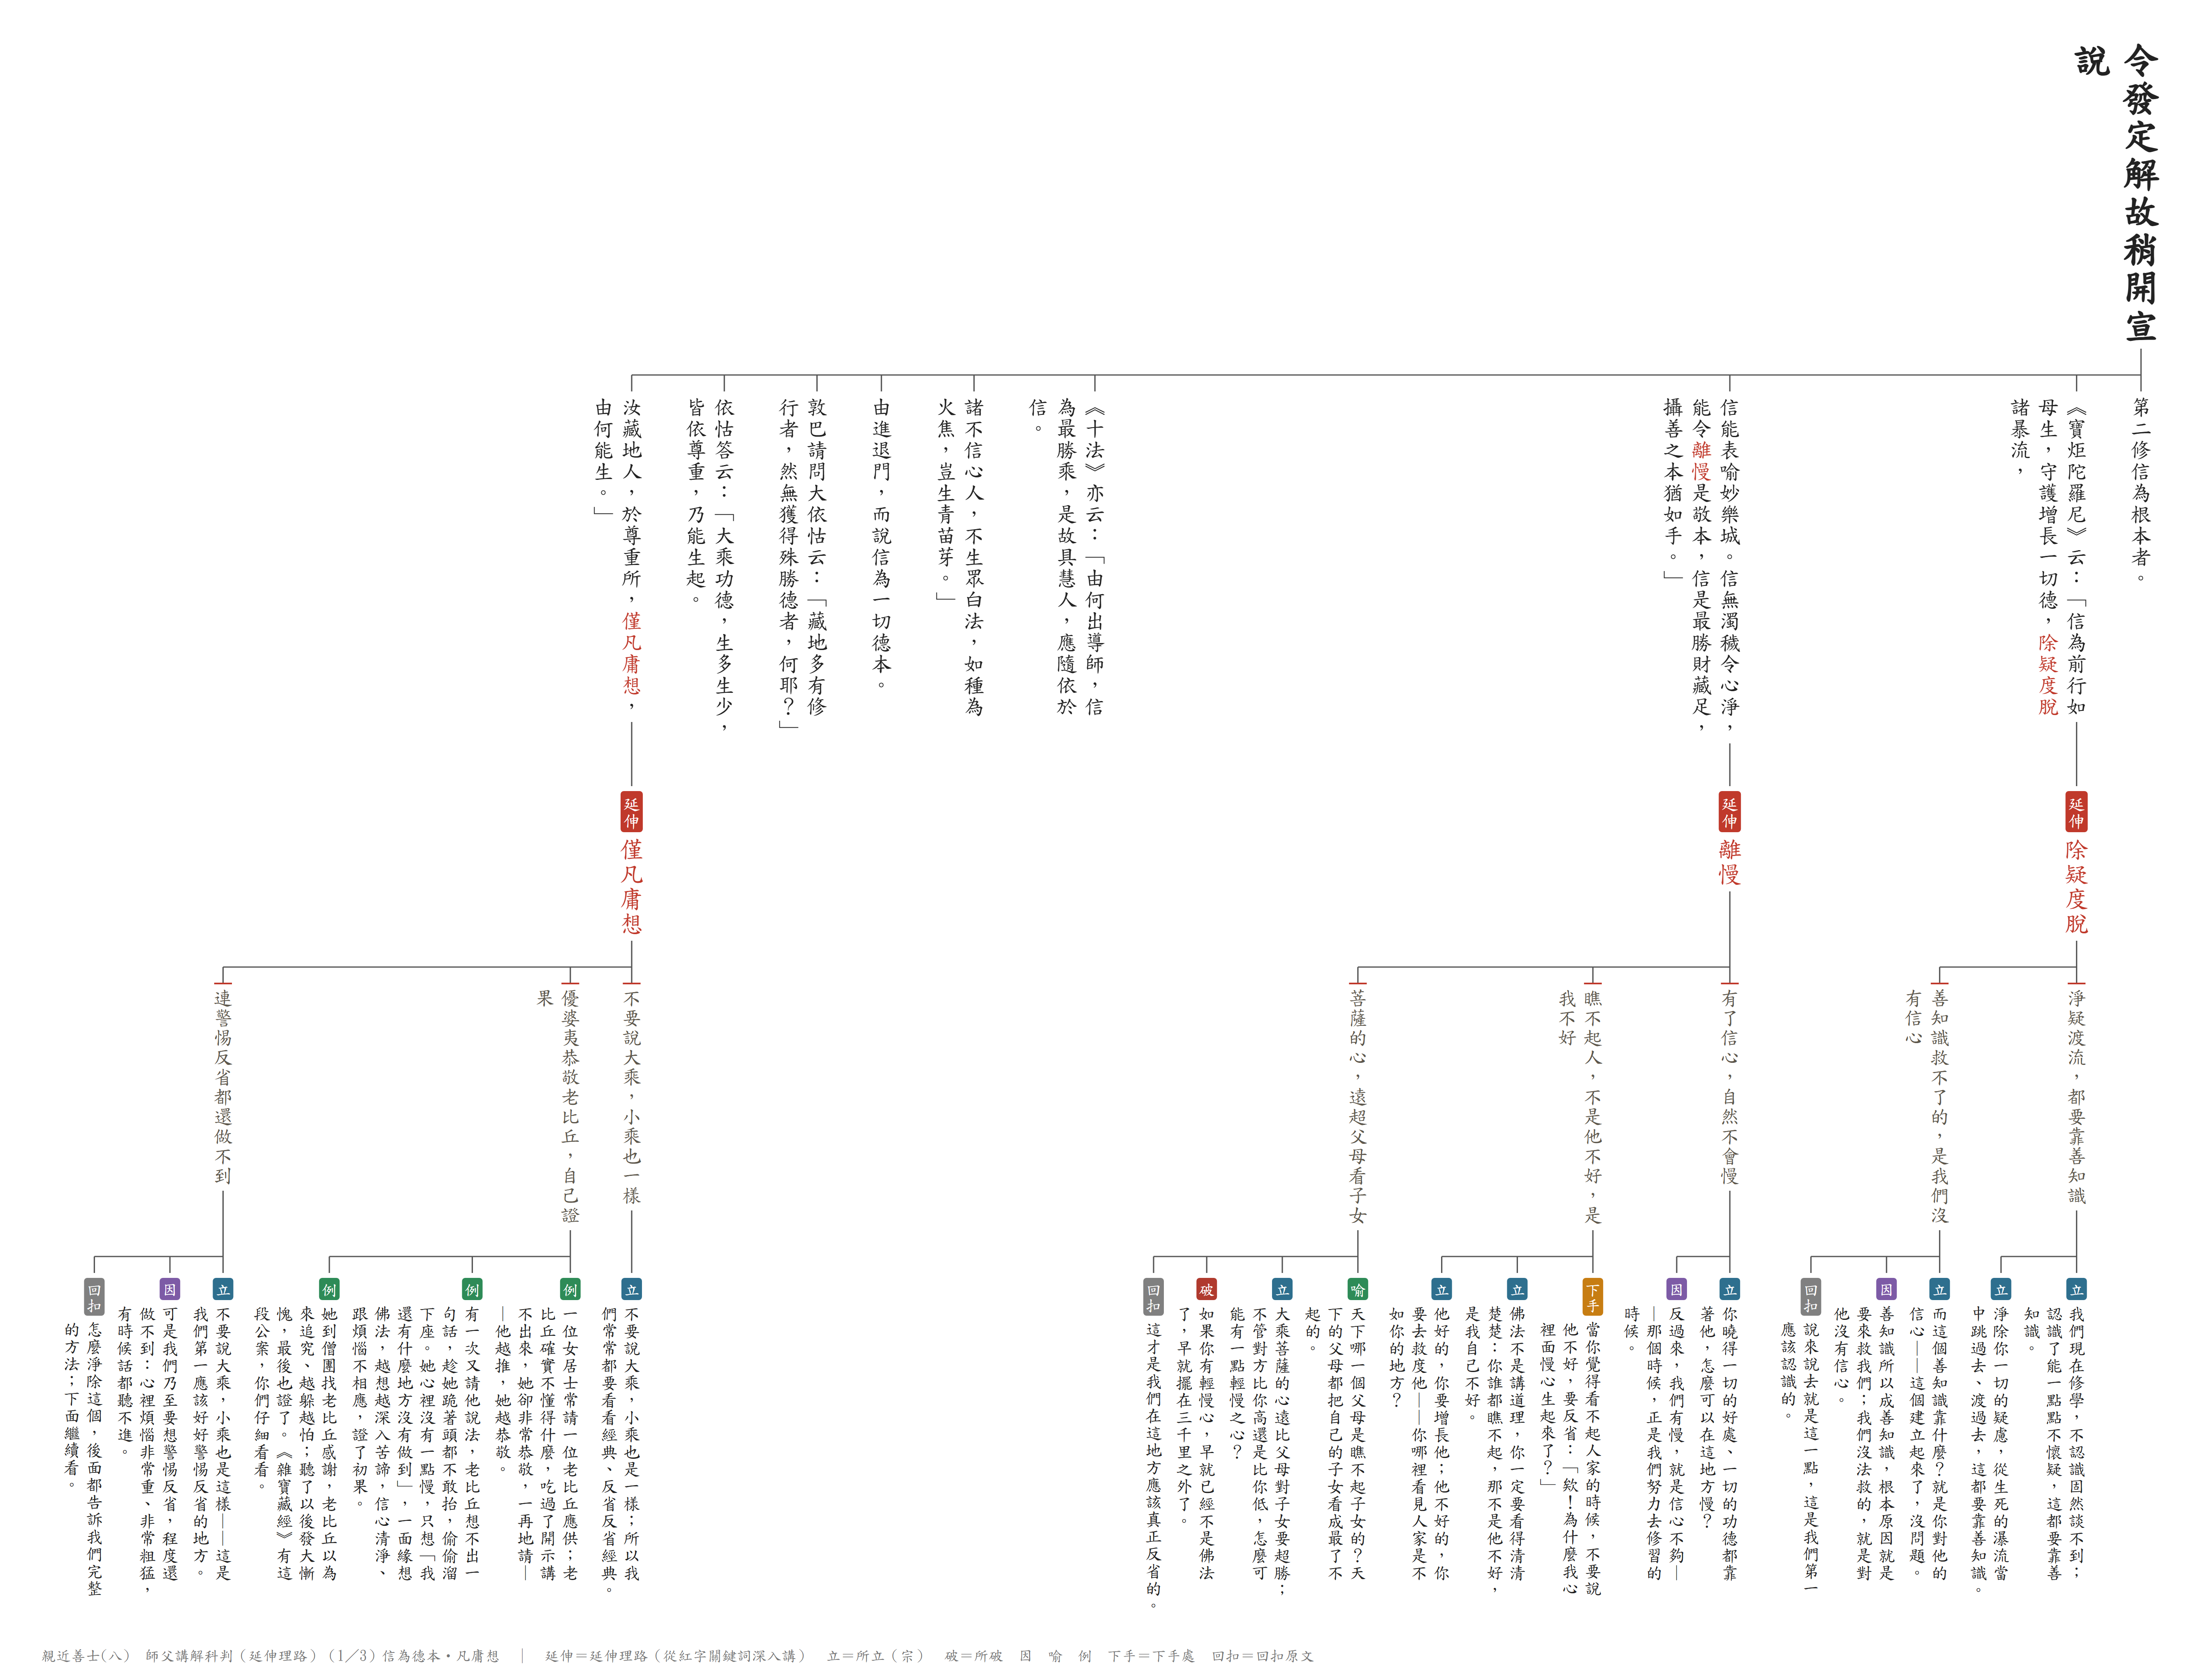 令發定解故稍開宣
說
第二修信為根本者。
《寶炬陀羅尼》云：「信為前行如
母生，守護增長一切德，除疑度脫
諸暴流，
信能表喻妙樂城。信無濁穢令心淨，
能令離慢是敬本，信是最勝財藏足，
攝善之本猶如手。」
《十法》亦云：「由何出導師，信
為最勝乘，是故具慧人，應隨依於
信。
諸不信心人，不生眾白法，如種為
火焦，豈生青苗芽。」
由進退門，而說信為一切德本。
敦巴請問大依怙云：「藏地多有修
行者，然無獲得殊勝德者，何耶？」
依怙答云：「大乘功德，生多生少，
皆依尊重，乃能生起。
汝藏地人，於尊重所，僅凡庸想，
由何能生。」
延伸
除疑度脫
延伸
離慢
延伸
僅凡庸想
淨疑渡流，都要靠善知識
善知識救不了的，是我們沒
有信心
有了信心，自然不會慢
瞧不起人，不是他不好，是
我不好
菩薩的心，遠超父母看子女
不要說大乘，小乘也一樣
優婆夷恭敬老比丘，自己證
果
連警惕反省都還做不到
立
我們現在修學，不認識固然談不到；
認識了能一點點不懷疑，這都要靠善
知識。
立
淨除你一切的疑慮，從生死的瀑流當
中跳過去、渡過去，這都要靠善知識。
立
而這個善知識靠什麼？就是你對他的
信心——這個建立起來了，沒問題。
因
善知識所以成善知識，根本原因就是
要來救我們；我們沒法救的，就是對
他沒有信心。
回扣
說來說去就是這一點，這是我們第一
應該認識的。
立
你曉得一切的好處、一切的功德都靠
著他，怎麼可以在這地方慢？
因
反過來，我們有慢，就是信心不夠—
—那個時候，正是我們努力去修習的
時候。
下手
當你覺得看不起人家的時候，不要說
他不好，要反省：「欸！為什麼我心
裡面慢心生起來了？」
立
佛法不是講道理，你一定要看得清清
楚楚：你誰都瞧不起，那不是他不好，
是我自己不好。
立
他好的，你要增長他；他不好的，你
要去救度他——你哪裡看見人家是不
如你的地方？
喻
天下哪一個父母是瞧不起子女的？天
下的父母都把自己的子女看成最了不
起的。
立
大乘菩薩的心遠比父母對子女要超勝；
不管對方比你高還是比你低，怎麼可
能有一點輕慢之心？
破
如果你有輕慢心，早就已經不是佛法
了，早就擺在三千里之外了。
回扣
這才是我們在這地方應該真正反省的。
立
不要說大乘，小乘也是一樣；所以我
們常常都要看看經典、反省反省經典。
例
一位女居士常請一位老比丘應供；老
比丘確實不懂得什麼，吃過了開示講
不出來，她卻非常恭敬，一再地請—
—他越推，她越恭敬。
例
有一次又請他說法，老比丘想不出一
句話，趁她跪著頭都不敢抬，偷偷溜
下座。她心裡沒有一點慢，只想「我
還有什麼地方沒有做到」，一面緣想
佛法，越想越深入苦諦，信心清淨、
跟煩惱不相應，證了初果。
例
她到僧團找老比丘感謝，老比丘以為
來追究、越躲越怕；聽了以後發大慚
愧，最後也證了。《雜寶藏經》有這
段公案，你們仔細看看。
立
不要說大乘，小乘也是這樣——這是
我們第一應該好好警惕反省的地方。
因
可是我們乃至要想警惕反省，程度還
做不到：心裡煩惱非常重、非常粗猛，
有時候話都聽不進。
回扣
怎麼淨除這個，後面都告訴我們完整
的方法；下面繼續看。
親近善士(八)　師父講解科判（延伸理路）（1／3）信為德本・凡庸想　｜　延伸＝延伸理路（從紅字關鍵詞深入講）　立＝所立（宗）　破＝所破　因　喻　例　下手＝下手處　回扣＝回扣原文